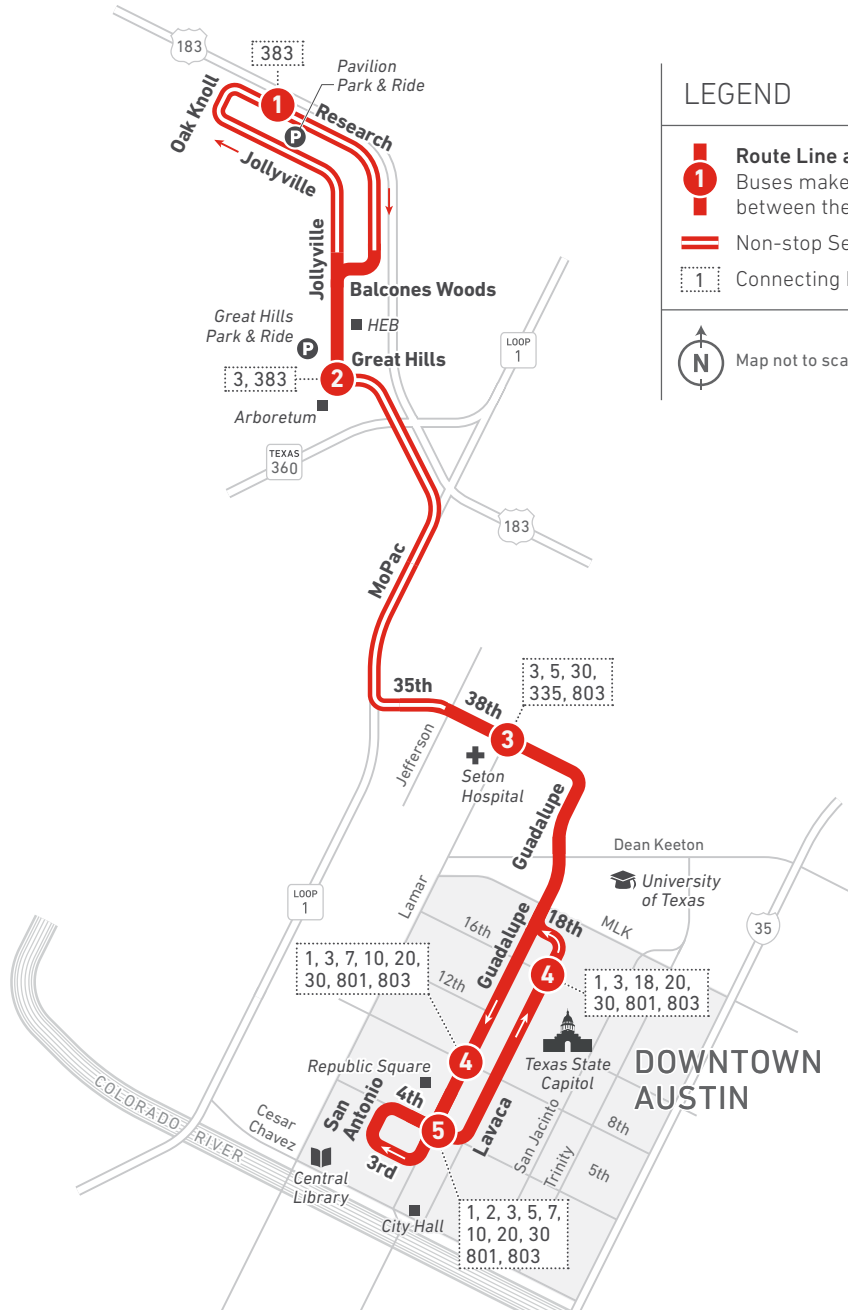 183
383
Pavilion
Park & Ride
1
Oak Knoll
Research
P
Jollyville
Jollyville
Balcones Woods
Great Hills
Park & Ride
P
HEB
LOOP
1
Great Hills
3, 383
2
Arboretum
TEXAS
360
183
MoPac
LEGEND
1
Route Line a
Buses make
between the
Non-stop Se
1
Connecting
N
Map not to sca
35th
38th
3, 5, 30,
335, 803
3
Jefferson
Seton
Hospital
Guadalupe
Dean Keeton
University
of Texas
LOOP
1
Lamar
MLK
35
16th
Guadalupe
18th
1, 3, 7, 10, 20,
30, 801, 803
12th
4
1, 3, 18, 20,
30, 801, 803
4
Texas State
Capitol
DOWNTOWN
AUSTIN
Republic Square
4th
San
Antonio
5
Lavaca
3rd
San Jacinto
Trinity
8th
5th
COLORADO RIVER
Cesar
Chavez
Central
Library
City Hall
1, 2, 3, 5, 7,
10, 20, 30
801, 803